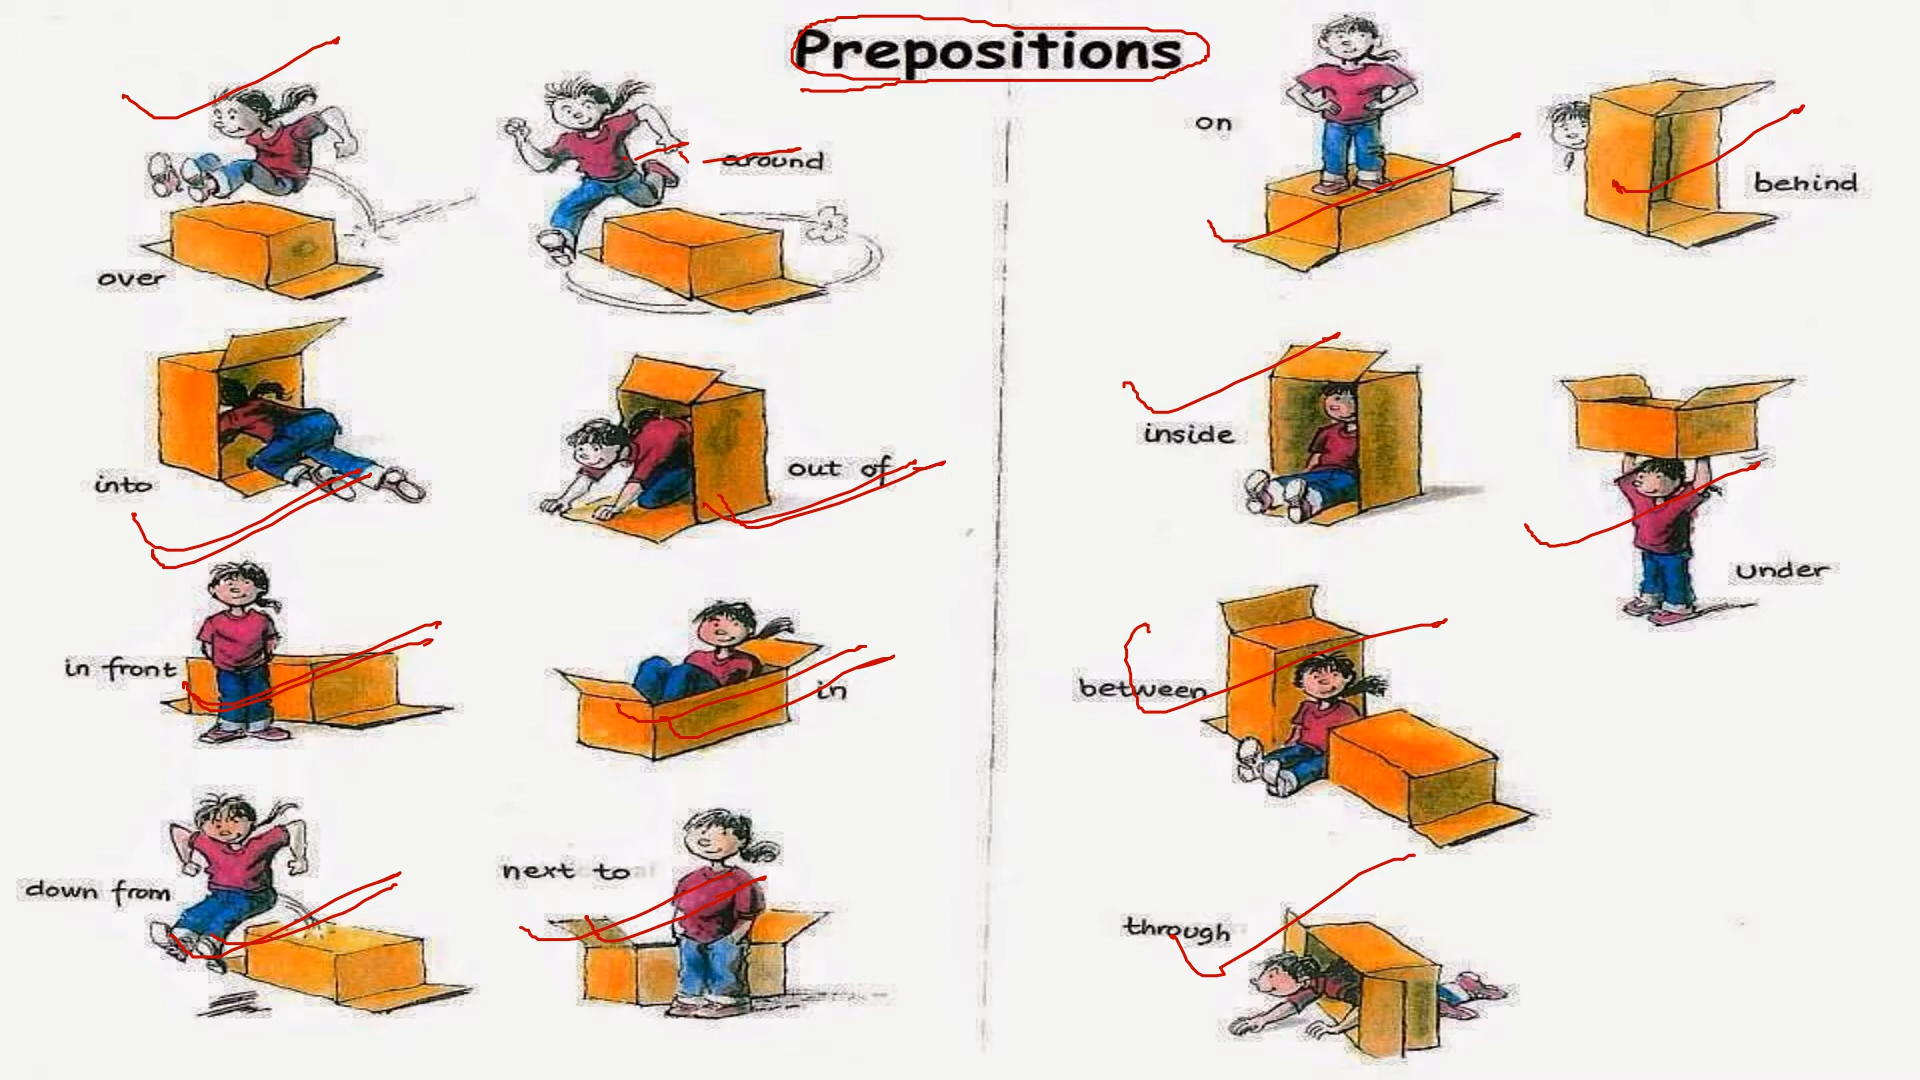 Prepositions
over
around
into
out of
in front
in
down from
next to
on
behind
inside
under
between
through